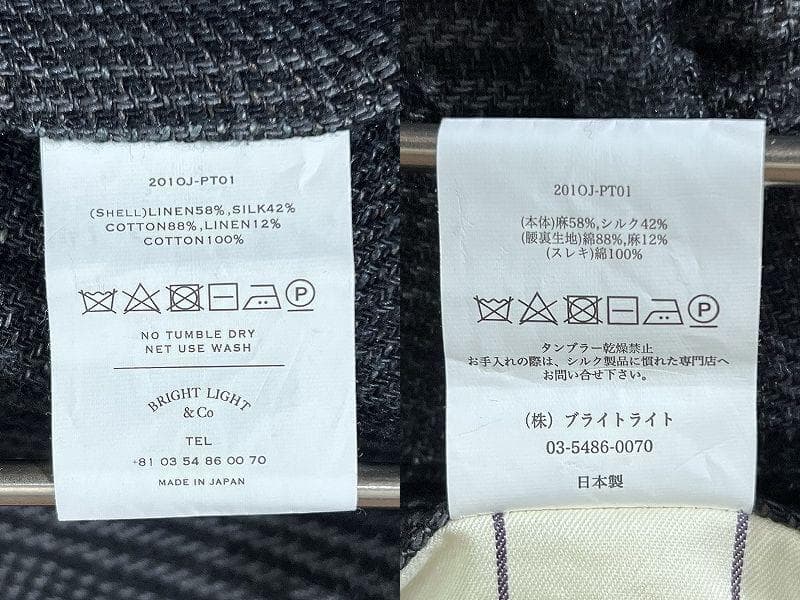 201OJ-PT01
(SHELL)LINEN58%,SILK42%
COTTON88%,LINEN12%
COTTON100%
P
NO TUMBLE DRY
NET USE WASH
BRIGHT LIGHT
& Co
TEL
+81 03 54 86 00 70
MADE IN JAPAN
201OJ-PT01
(本体)麻58%,シルク42%
(腰裏生地)綿88%,麻12%
(スレキ)綿100%
P
タンブラー乾燥禁止
お手入れの際は、シルク製品に慣れた専門店へ
お問い合せ下さい。
(株) ブライトライト
03-5486-0070
日本製